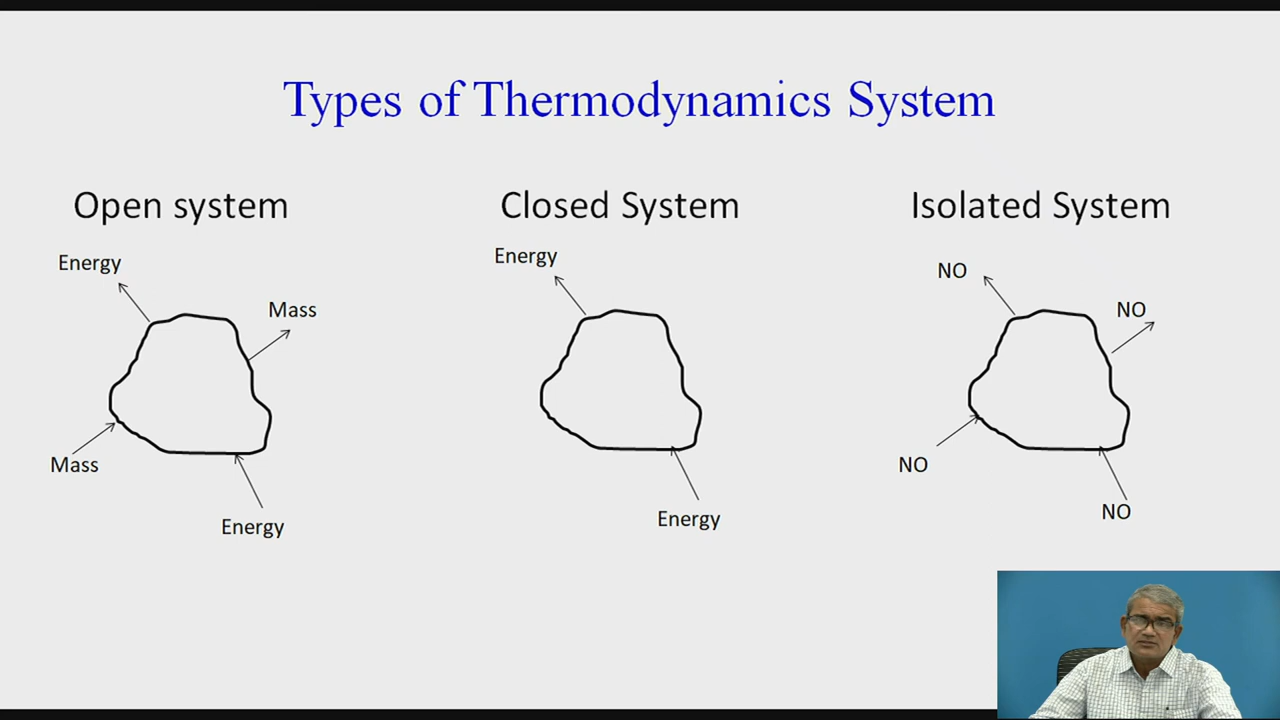 Types of Thermodynamics System
Open system
Energy
Mass
Mass
Energy
Closed System
Energy
Energy
Isolated System
NO
NO
NO
NO